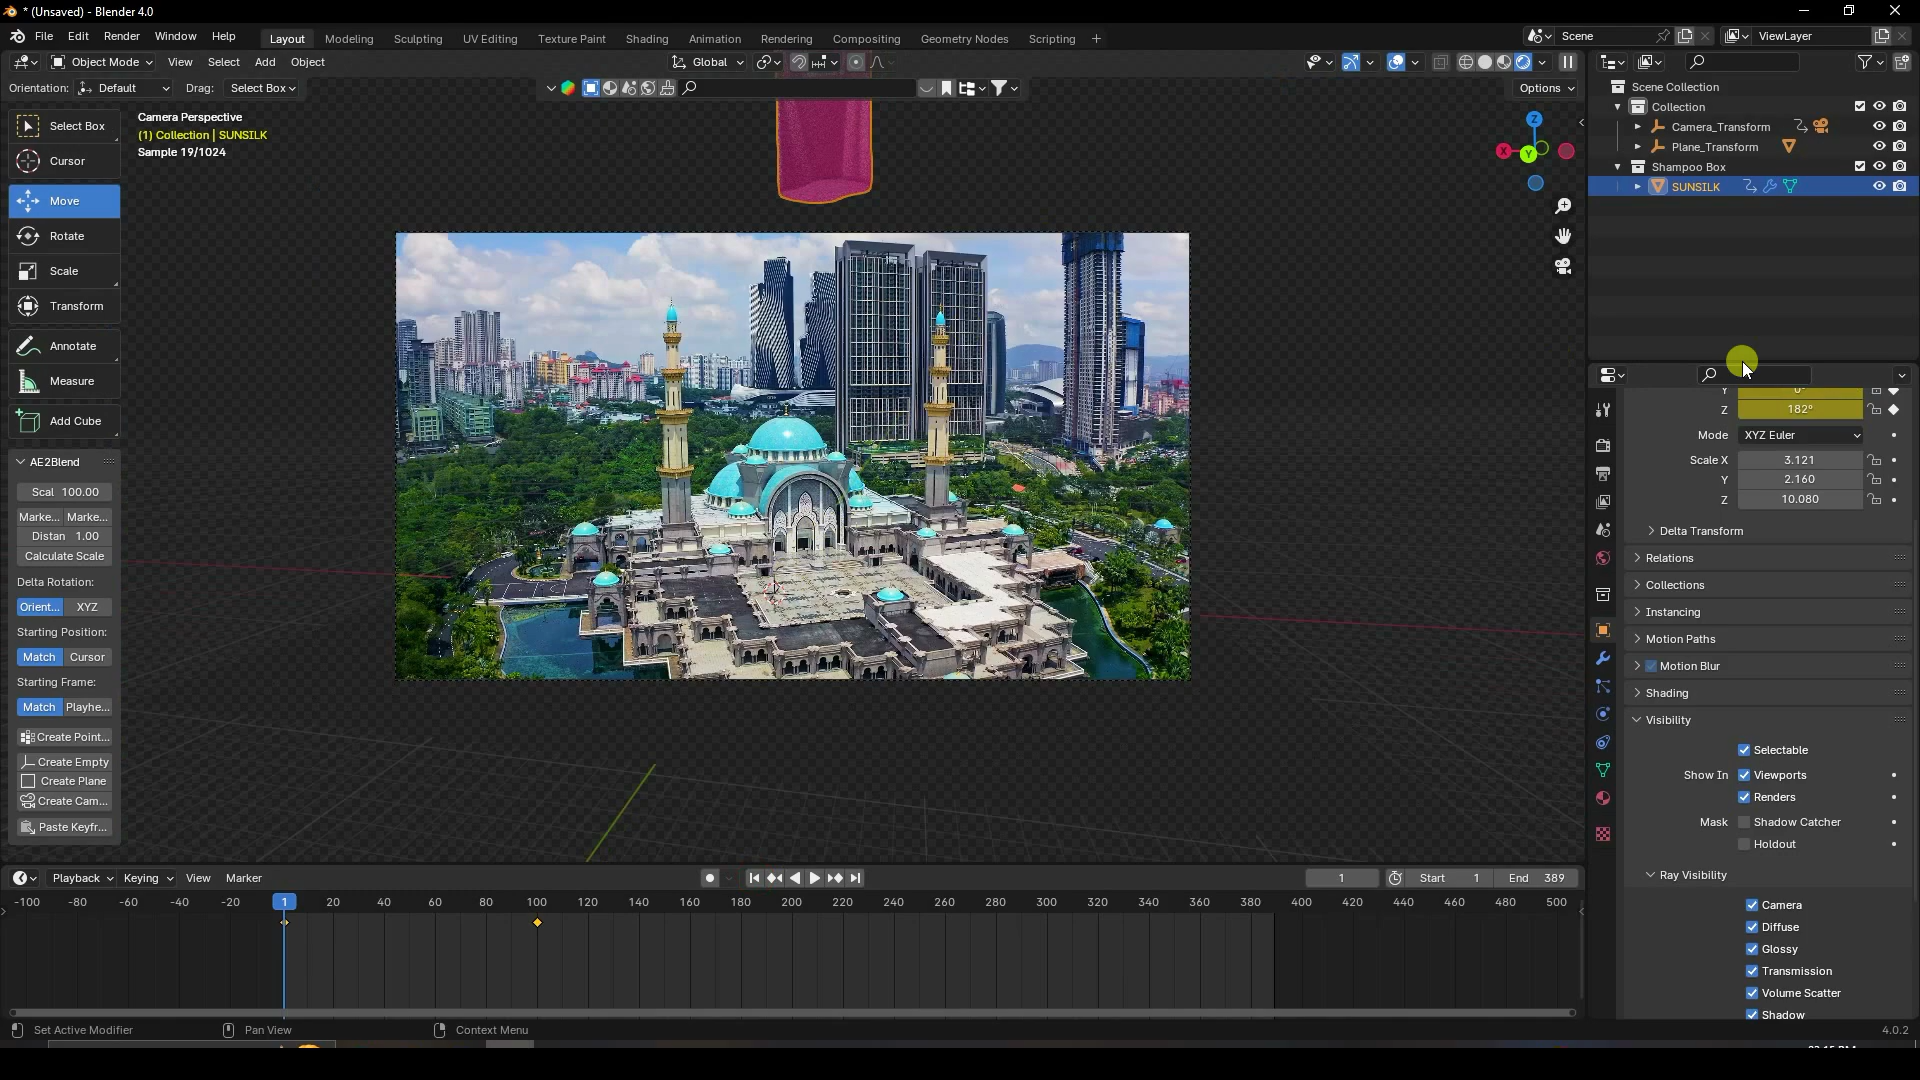 * (Unsaved) - Blender 4.0
File Edit Render Window Help
Layout Modeling Sculpting UV Editing Texture Paint Shading Animation Rendering Compositing Geometry Nodes Scripting +
Scene
ViewLayer
Object Mode View Select Add Object
Global
Orientation: Default Drag: Select Box
Options
Select Box
Cursor
Move
Rotate
Scale
Transform
Annotate
Measure
Add Cube
AE2Blend
Scal 100.00
Marke... Marke...
Distan 1.00
Calculate Scale
Delta Rotation:
Orient... XYZ
Starting Position:
Match Cursor
Starting Frame:
Match Playhe...
Create Point...
Create Empty
Create Plane
Create Cam...
Paste Keyfr...
Camera Perspective
(1) Collection | SUNSILK
Sample 19/1024
Z
X
Y
Scene Collection
Collection
Camera_Transform
Plane_Transform
Shampoo Box
SUNSILK
Y 0°
Z 182°
Mode XYZ Euler
Scale X 3.121
Y 2.160
Z 10.080
Delta Transform
Relations
Collections
Instancing
Motion Paths
Motion Blur
Shading
Visibility
Selectable
Show In Viewports
Renders
Mask Shadow Catcher
Holdout
Ray Visibility
Camera
Diffuse
Glossy
Transmission
Volume Scatter
Shadow
Playback Keying View Marker
1 Start 1 End 389
-100 -80 -60 -40 -20 1 20 40 60 80 100 120 140 160 180 200 220 240 260 280 300 320 340 360 380 400 420 440 460 480 500
Set Active Modifier Pan View Context Menu
4.0.2